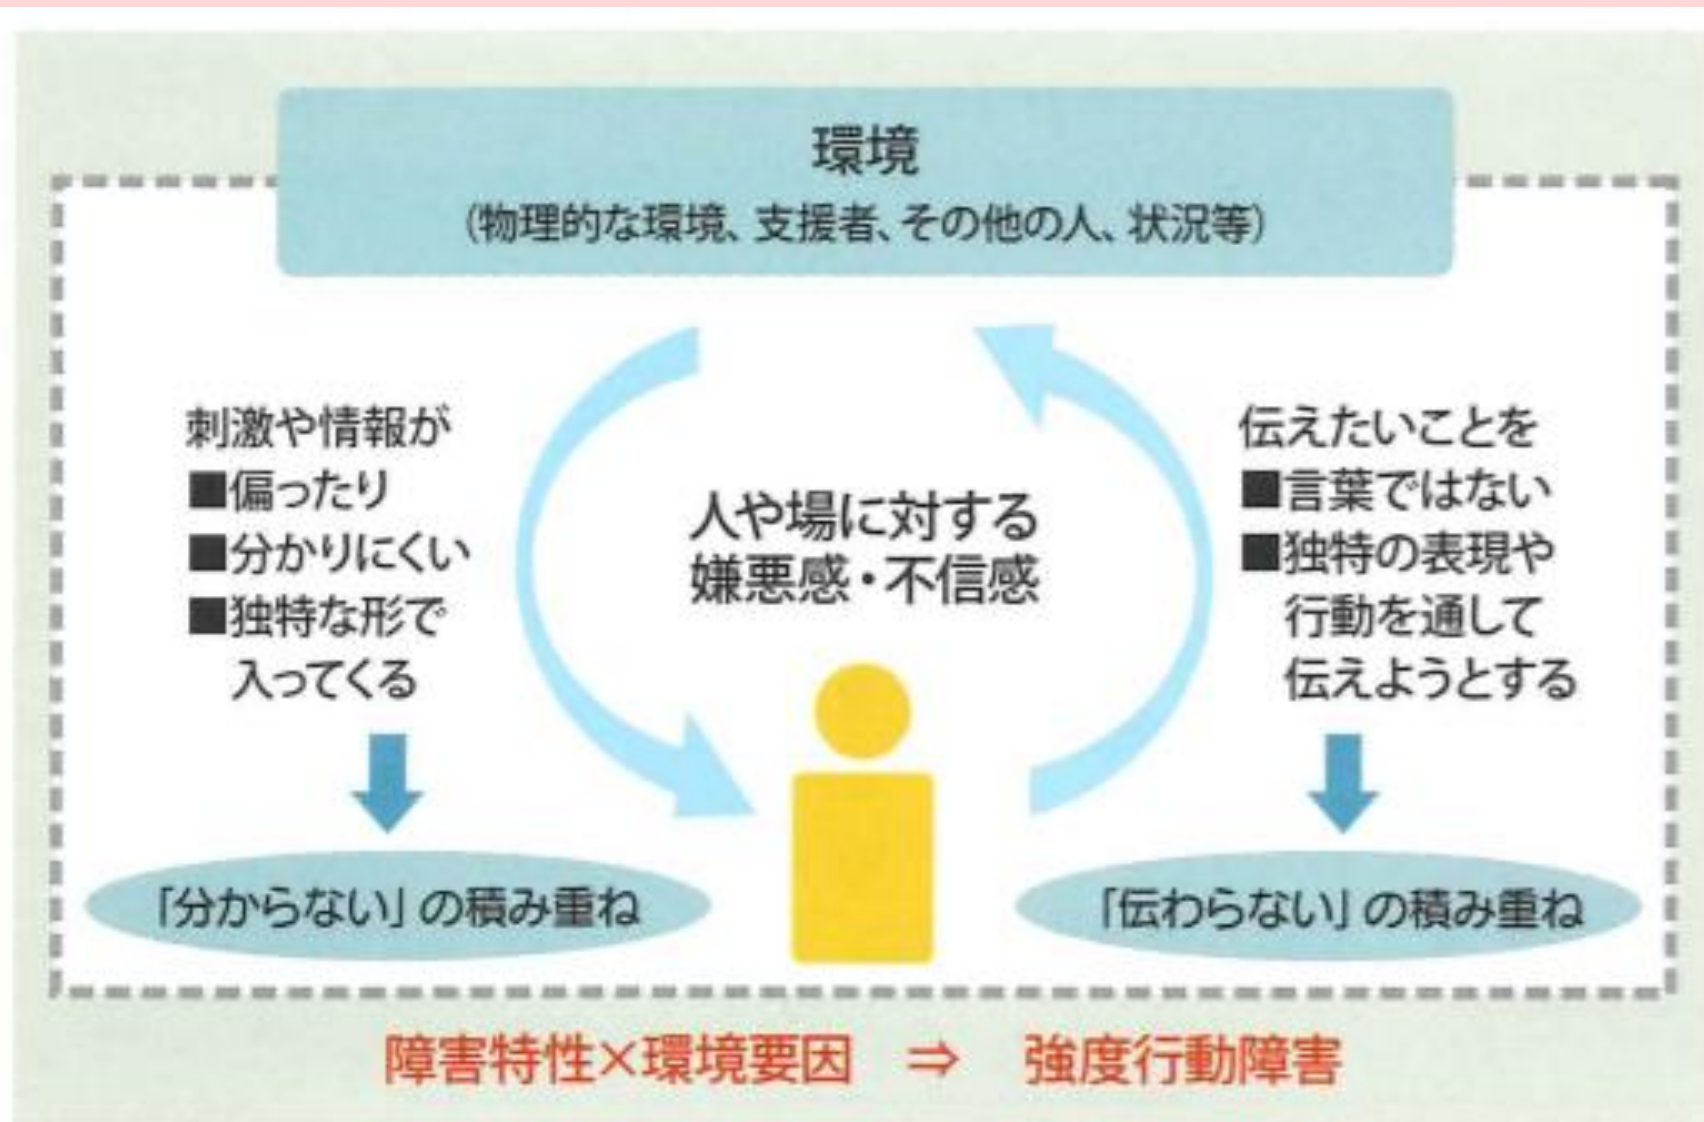 環境
(物理的な環境、支援者、その他の人、状況等)
刺激や情報が
■偏ったり
■分かりにくい
■独特な形で
入ってくる
人や場に対する
嫌悪感・不信感
伝えたいことを
■言葉ではない
■独特の表現や
行動を通して
伝えようとする
「分からない」の積み重ね
「伝わらない」の積み重ね
障害特性×環境要因 ⇒ 強度行動障害